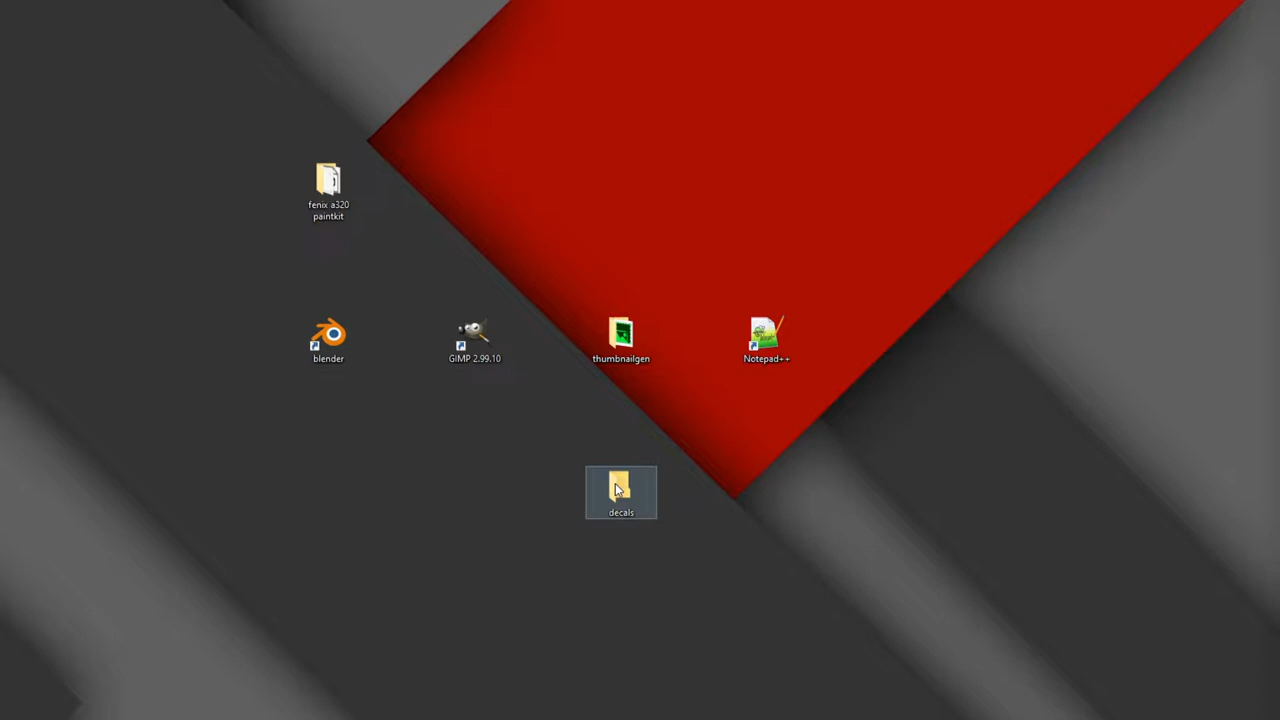 fenix a320
paintkit
blender
GIMP 2.99.10
thumbnailgen
Notepad++
decals